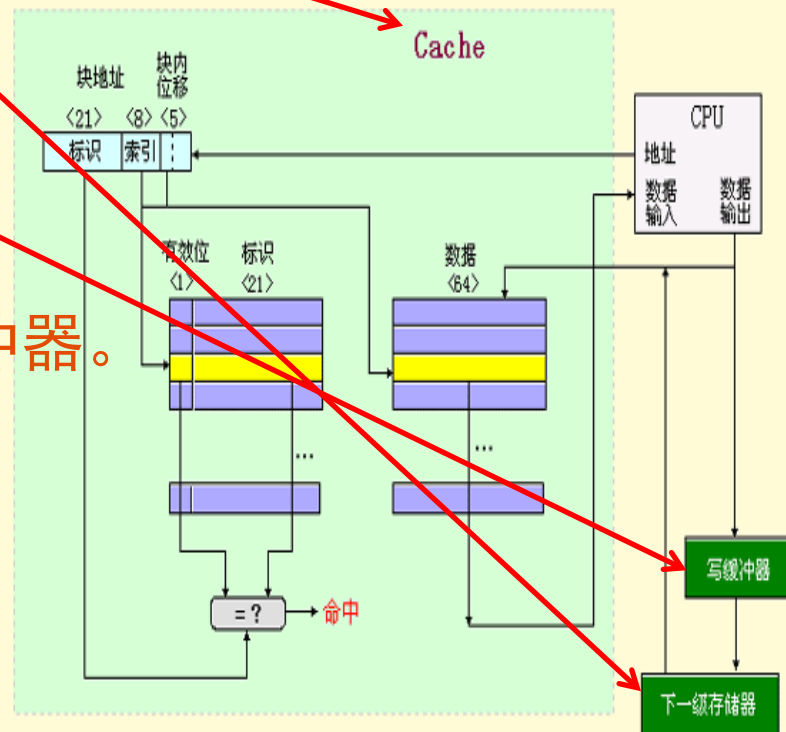 Cache
块地址
块内
位移
〈21〉 〈8〉 〈5〉
标识 索引
CPU
地址
数据
输入
数据
输出
有效位
〈1〉
标识
〈21〉
数据
〈64〉
器。
…
…
=?
命中
写缓冲器
下一级存储器